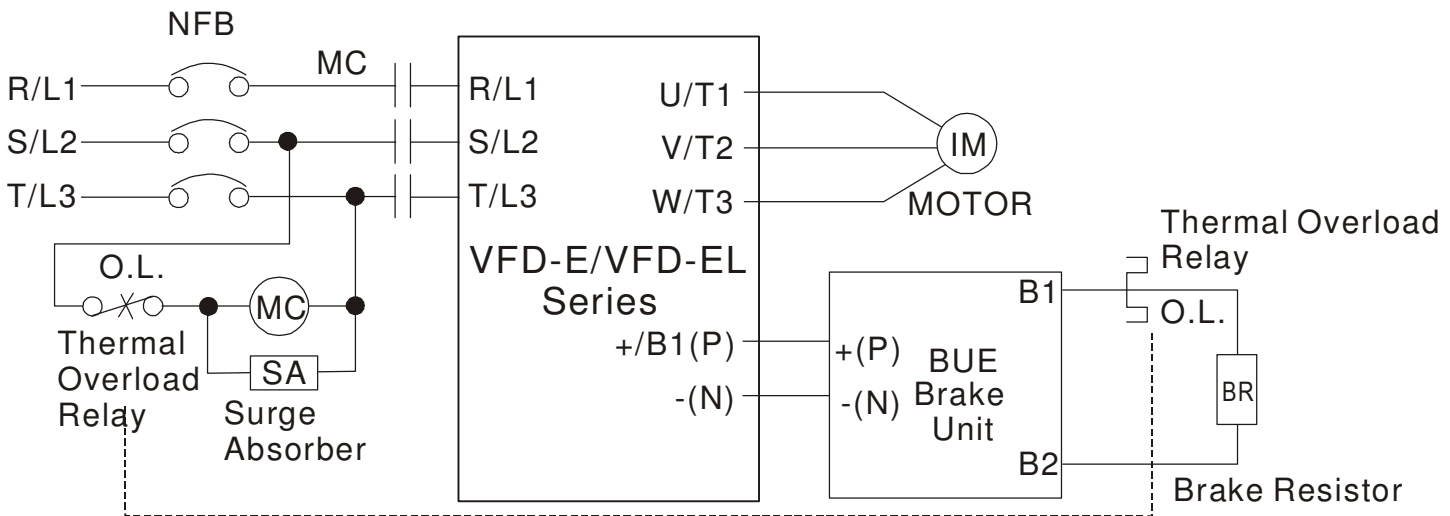 NFB
MC
R/L1
R/L1
U/T1
S/L2
S/L2
V/T2
IM
T/L3
T/L3
W/T3
MOTOR
VFD-E/VFD-EL
Series
O.L.
MC
Thermal
Overload
Relay
SA
Surge
Absorber
+/B1(P)
-(N)
+(P)
-(N)
BUE
Brake
Unit
B1
B2
Thermal Overload
Relay
O.L.
BR
Brake Resistor